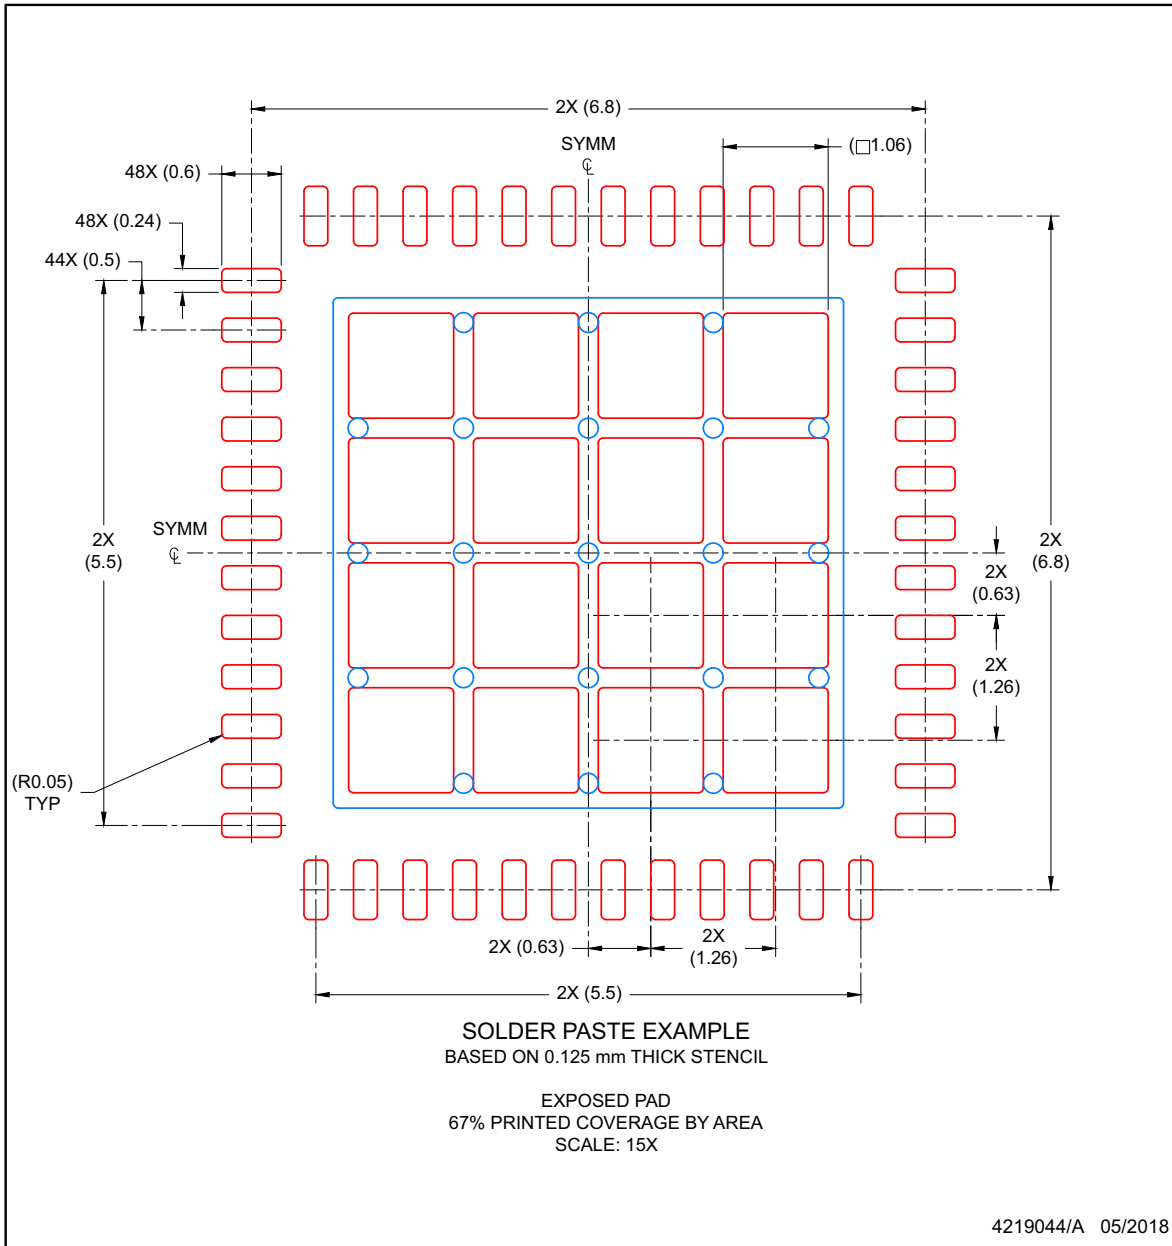 2X (6.8)
SYMM
℄
(□1.06)
48X (0.6)
48X (0.24)
44X (0.5)
SYMM
℄
2X
(5.5)
2X
(6.8)
2X
(0.63)
2X
(1.26)
(R0.05)
TYP
2X (0.63)
2X
(1.26)
2X (5.5)
SOLDER PASTE EXAMPLE
BASED ON 0.125 mm THICK STENCIL
EXPOSED PAD
67% PRINTED COVERAGE BY AREA
SCALE: 15X
4219044/A 05/2018